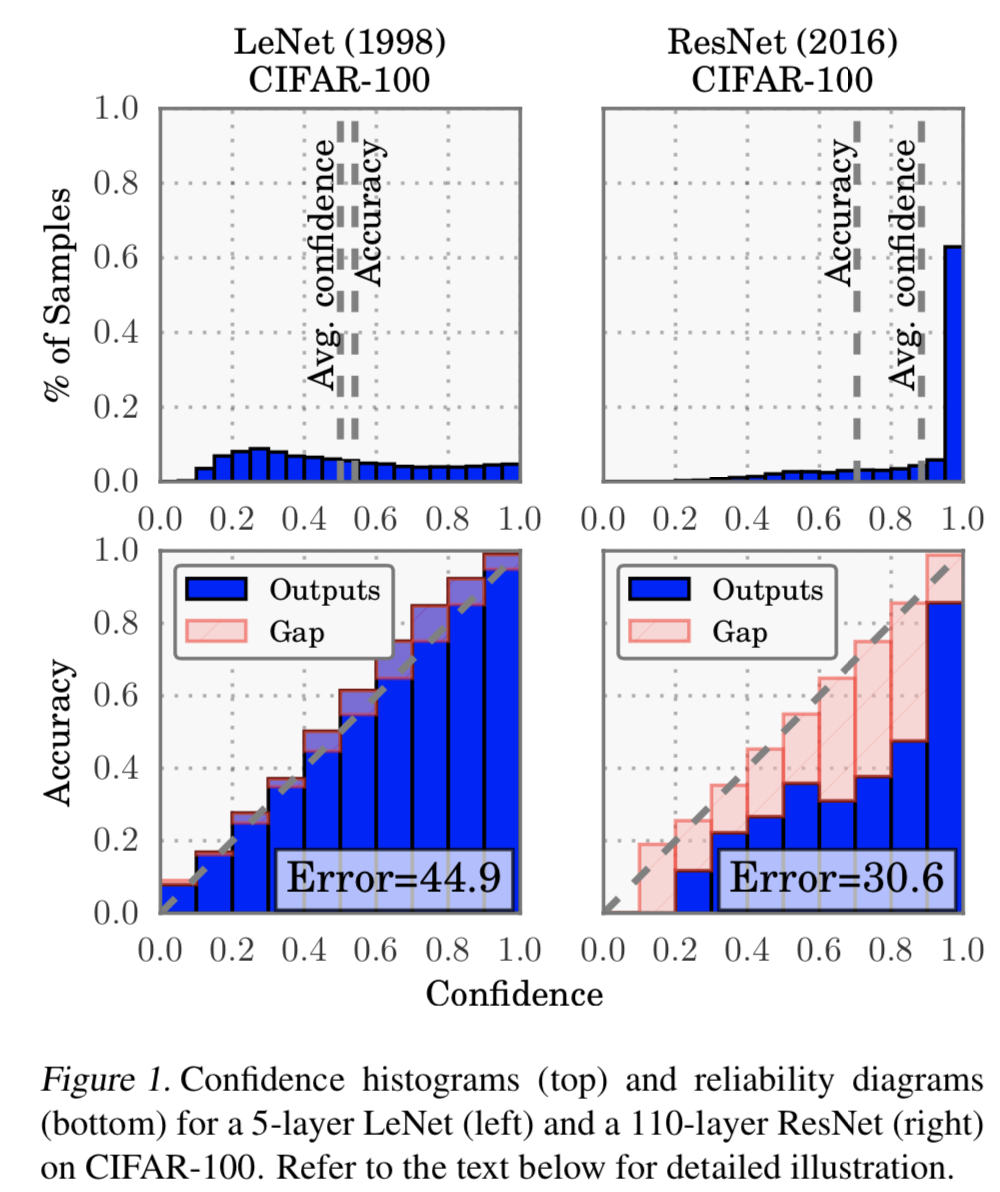 LeNet (1998)
CIFAR-100
ResNet (2016)
CIFAR-100
% of Samples
1.0
0.8
0.6
0.4
0.2
0.0
Avg. confidence
Accuracy
Accuracy
Avg. confidence
0.0 0.2 0.4 0.6 0.8 1.0
0.0 0.2 0.4 0.6 0.8 1.0
Accuracy
1.0
0.8
0.6
0.4
0.2
0.0
Outputs
Gap
Error=44.9
Outputs
Gap
Error=30.6
0.0 0.2 0.4 0.6 0.8 1.0
0.0 0.2 0.4 0.6 0.8 1.0
Confidence
Figure 1. Confidence histograms (top) and reliability diagrams
(bottom) for a 5-layer LeNet (left) and a 110-layer ResNet (right)
on CIFAR-100. Refer to the text below for detailed illustration.